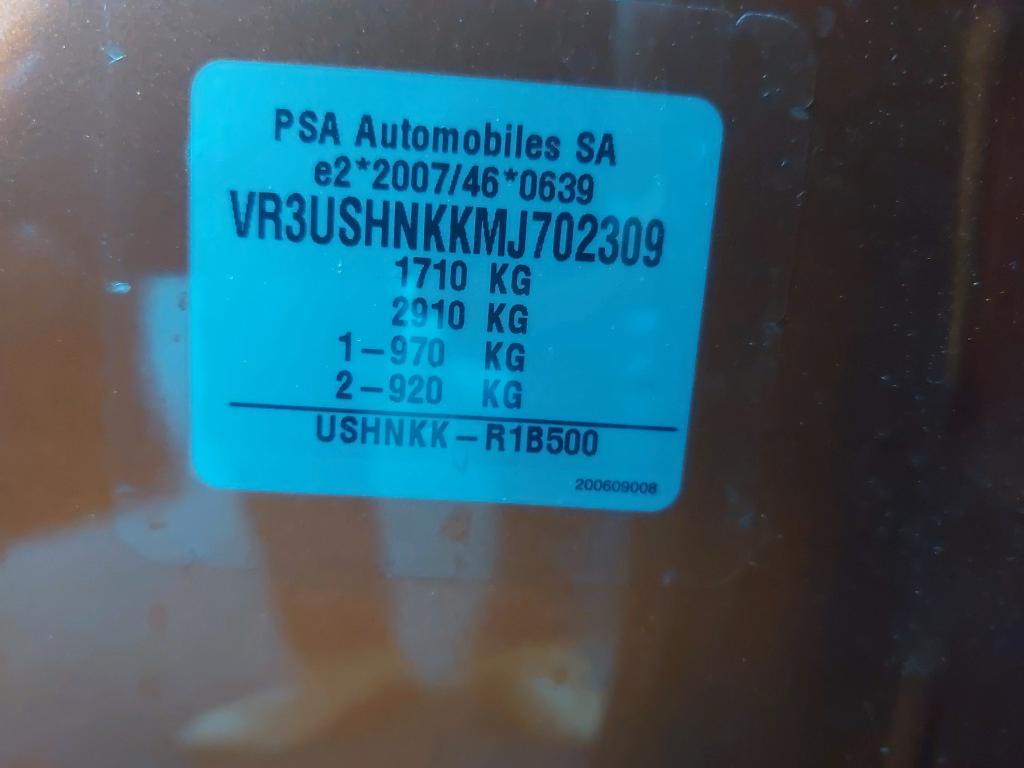 PSA Automobiles SA
e2*2007/46*0639
VR3USHNKKMJ702309
1710 KG
2910 KG
1-970 KG
2-920 KG
USHNKK-R1B500
200609008